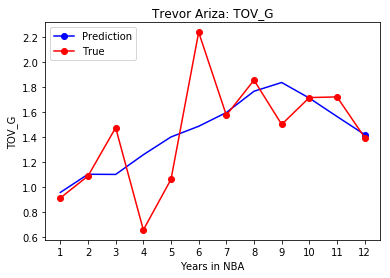 Trevor Ariza: TOV_G
Prediction
True
TOV_G
2.2
2.0
1.8
1.6
1.4
1.2
1.0
0.8
0.6
1 2 3 4 5 6 7 8 9 10 11 12
Years in NBA